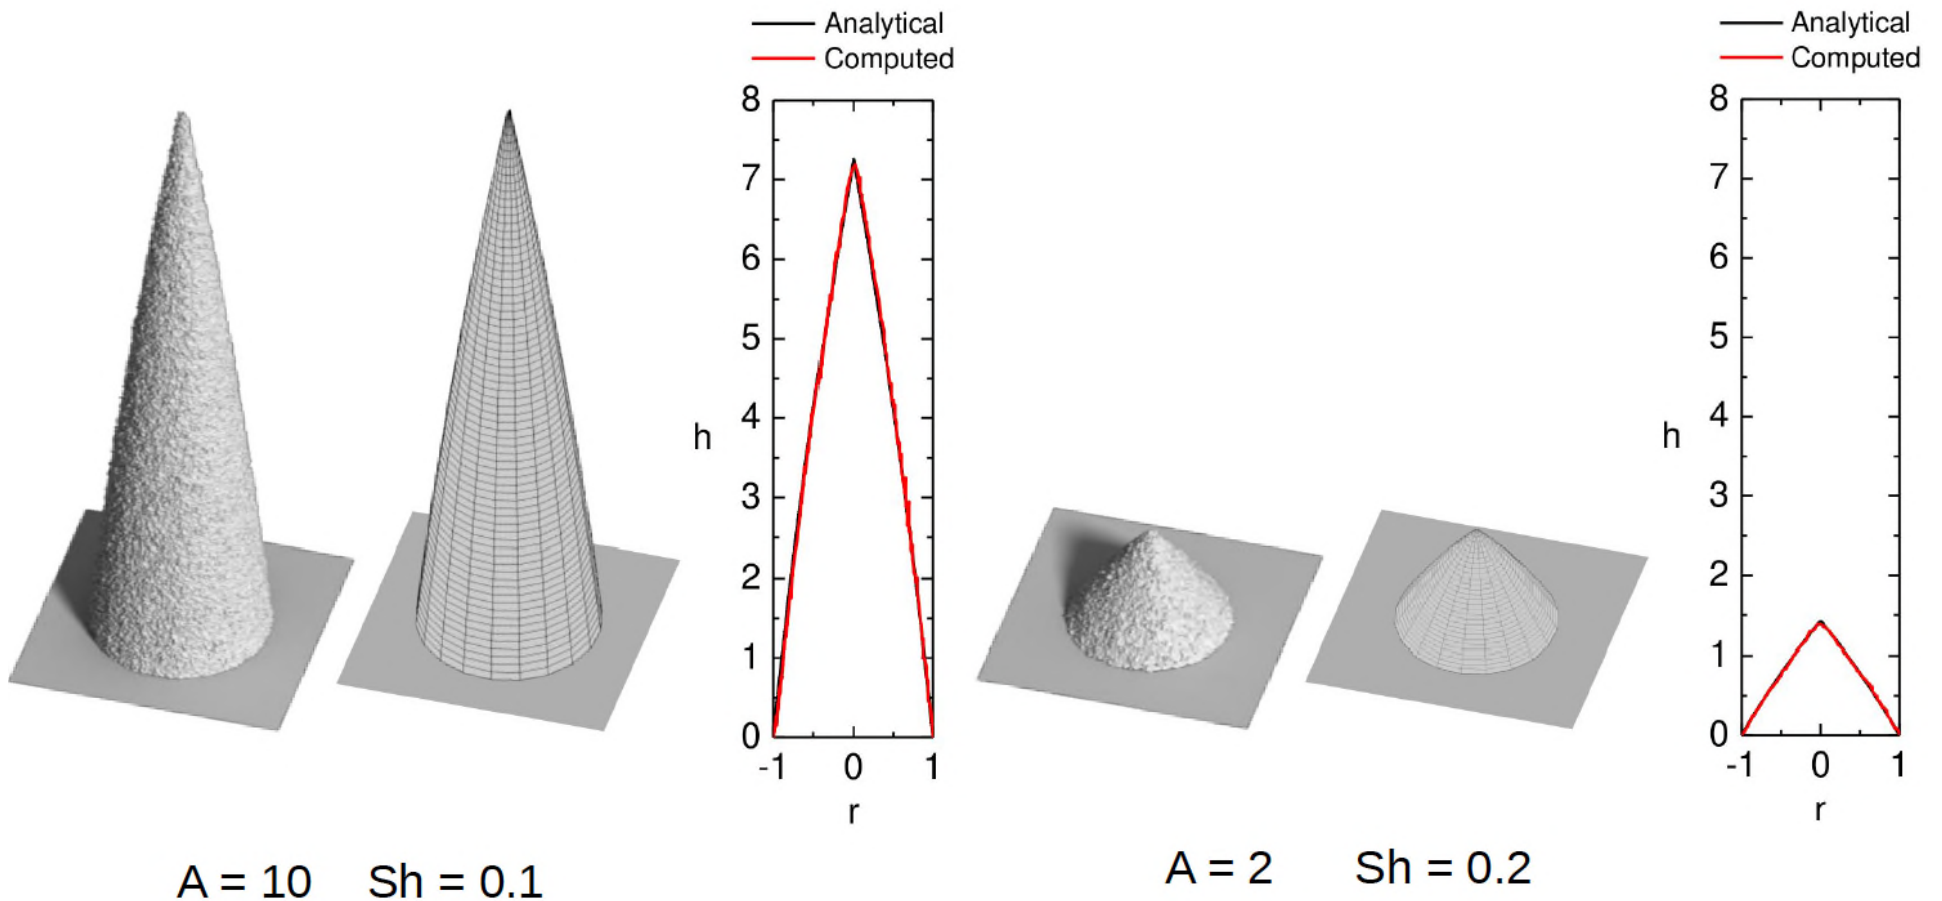 Analytical
Computed
8
7
6
5
4
3
2
1
0
h
-1 0 1
r
A = 10 Sh = 0.1
Analytical
Computed
8
7
6
5
4
3
2
1
0
h
-1 0 1
r
A = 2 Sh = 0.2